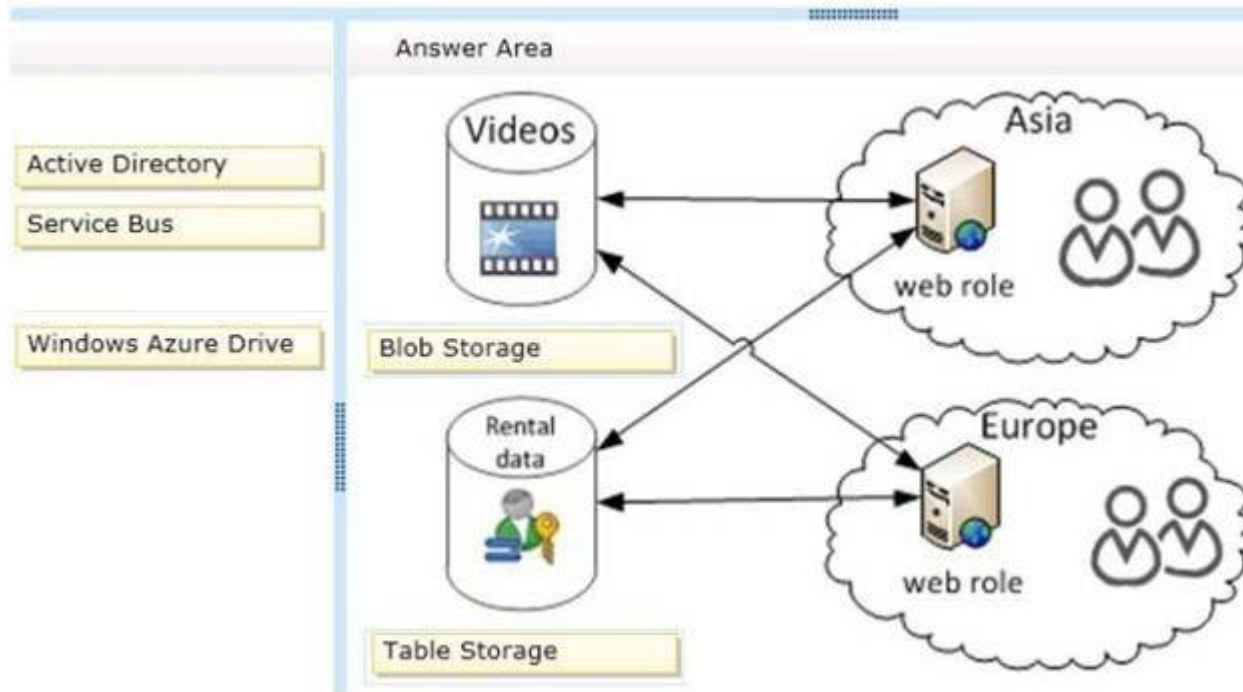 Answer Area
Active Directory
Service Bus
Windows Azure Drive
Videos
Blob Storage
Rental
data
Table Storage
Asia
web role
Europe
web role